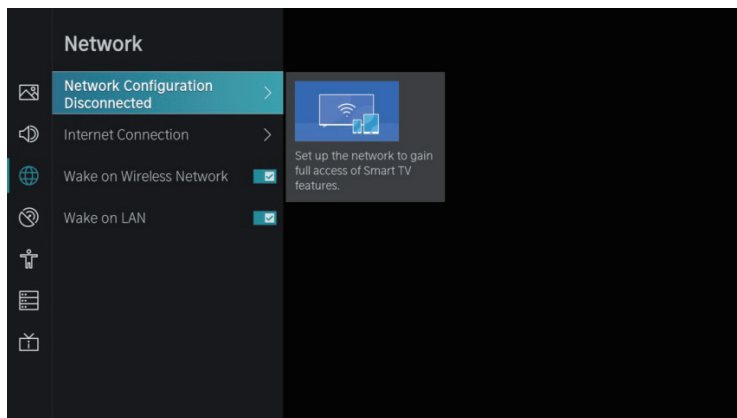 Network
Network Configuration
Disconnected
Internet Connection
Wake on Wireless Network
Wake on LAN
Set up the network to gain
full access of Smart TV
features.